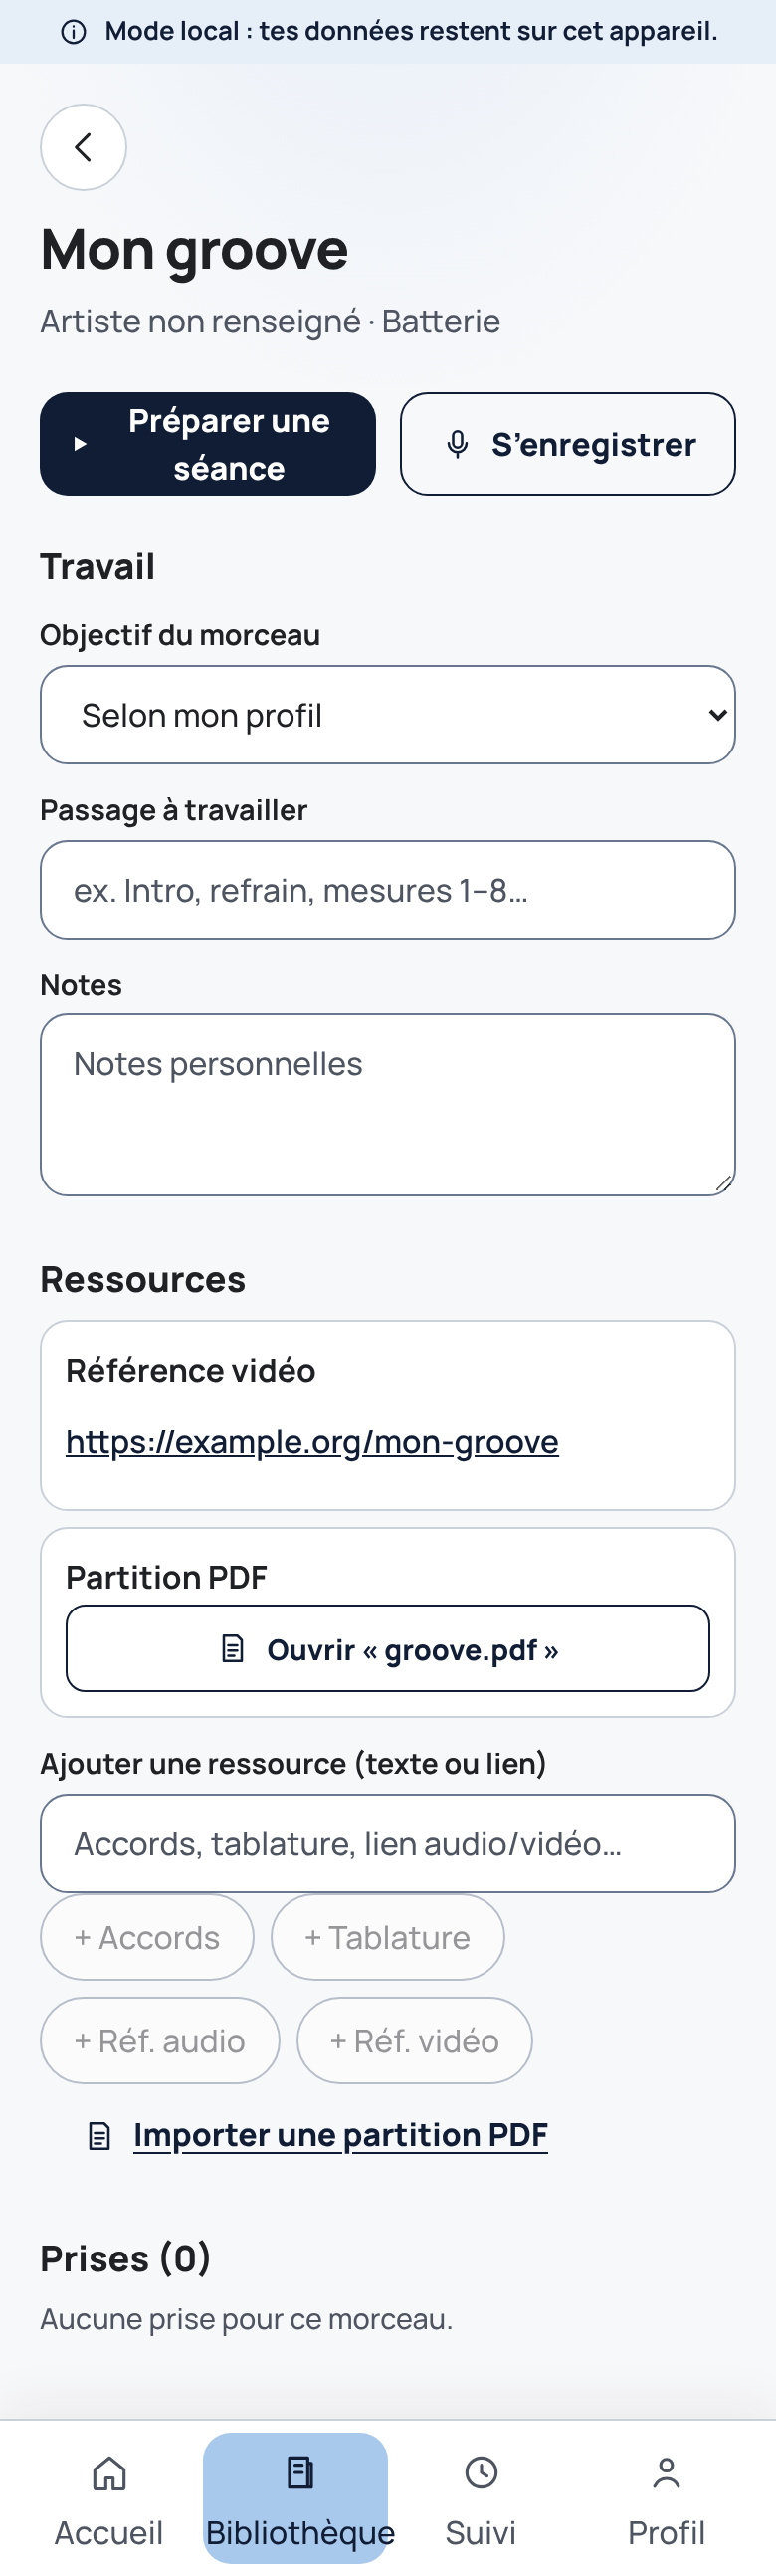 Mode local : tes données restent sur cet appareil.
Mon groove
Artiste non renseigné · Batterie
Préparer une
séance
S’enregistrer
Travail
Objectif du morceau
Selon mon profil
Passage à travailler
ex. Intro, refrain, mesures 1–8…
Notes
Notes personnelles
Ressources
Référence vidéo
https://example.org/mon-groove
Partition PDF
Ouvrir « groove.pdf »
Ajouter une ressource (texte ou lien)
Accords, tablature, lien audio/vidéo…
+ Accords
+ Tablature
+ Réf. audio
+ Réf. vidéo
Importer une partition PDF
Prises (0)
Aucune prise pour ce morceau.
Accueil
Bibliothèque
Suivi
Profil